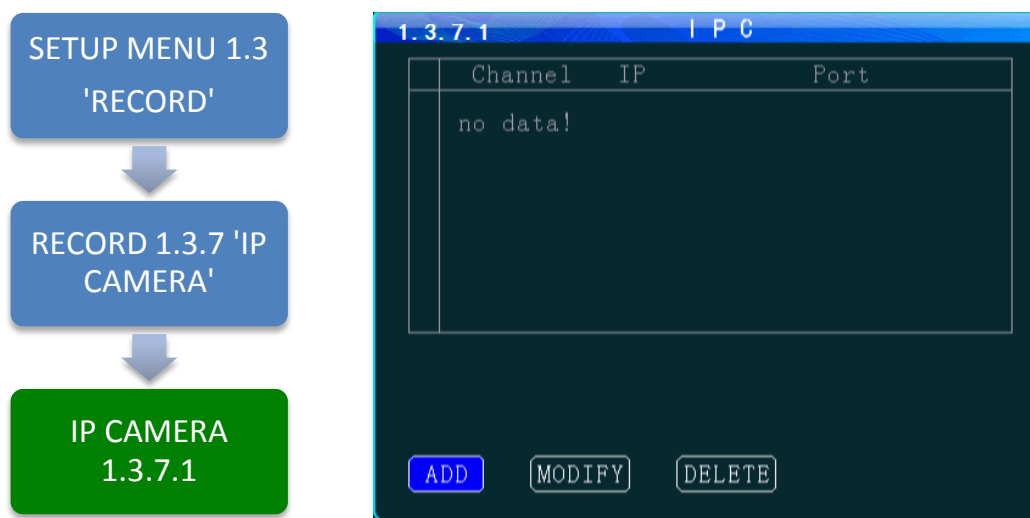 SETUP MENU 1.3
'RECORD'
RECORD 1.3.7 'IP
CAMERA'
IP CAMERA
1.3.7.1
1.3.7.1 IPC
Channel IP Port
no data!
ADD MODIFY DELETE